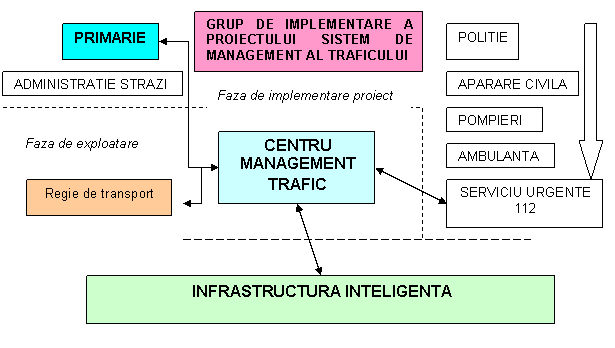 PRIMARIE
GRUP DE IMPLEMENTARE A
PROIECTULUI SISTEM DE
MANAGEMENT AL TRAFICULUI
POLITIE
ADMINISTRATIE STRAZI
APARARE CIVILA
Faza de implementare proiect
POMPIERI
Faza de exploatare
CENTRU
MANAGEMENT
TRAFIC
AMBULANTA
Regie de transport
SERVICIU URGENTE
112
INFRASTRUCTURA INTELIGENTA